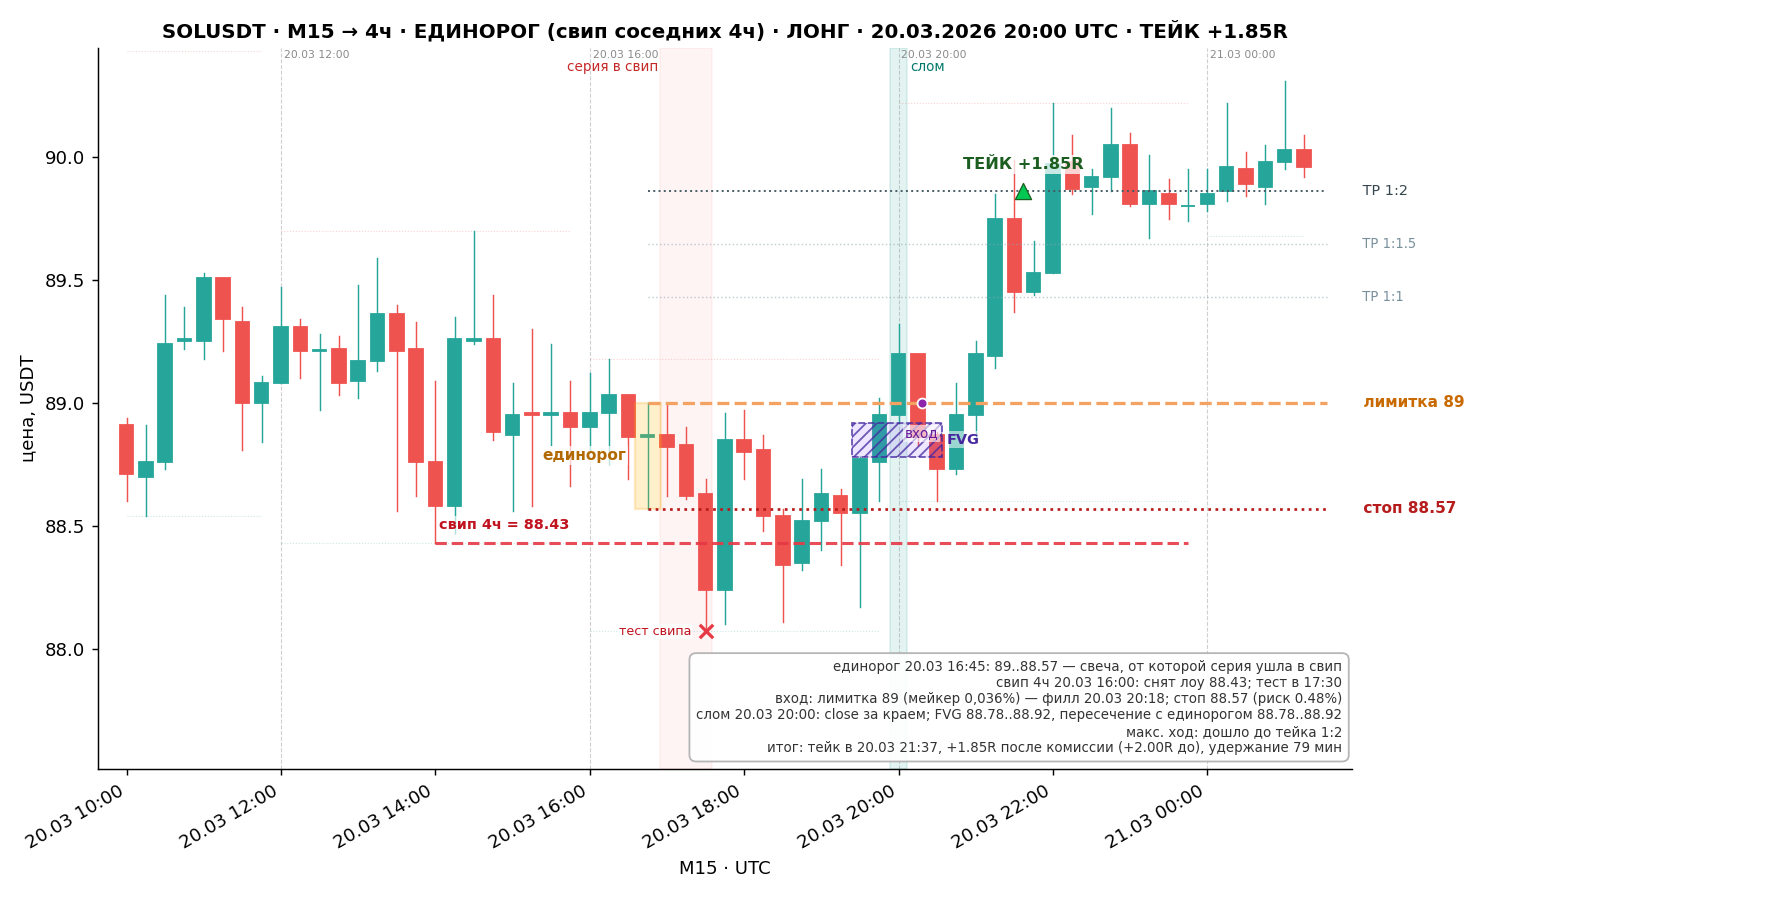 SOLUSDT · M15 → 4ч · ЕДИНОРОГ (свип соседних 4ч) · ЛОНГ · 20.03.2026 20:00 UTC · ТЕЙК +1.85R
20.03 12:00
20.03 16:00
20.03 20:00
21.03 00:00
серия в свип
слом
90.0
89.5
89.0
88.5
88.0
цена, USDT
ТЕЙК +1.85R
TP 1:2
TP 1:1.5
TP 1:1
лимитка 89
вход
FVG
единорог
стоп 88.57
свип 4ч = 88.43
тест свипа
единорог 20.03 16:45: 89..88.57 — свеча, от которой серия ушла в свип
свип 4ч 20.03 16:00: снят лоу 88.43; тест в 17:30
вход: лимитка 89 (мейкер 0,036%) — филл 20.03 20:18; стоп 88.57 (риск 0.48%)
слом 20.03 20:00: close за краем; FVG 88.78..88.92, пересечение с единорогом 88.78..88.92
макс. ход: дошло до тейка 1:2
итог: тейк в 20.03 21:37, +1.85R после комиссии (+2.00R до), удержание 79 мин
20.03 10:00
20.03 12:00
20.03 14:00
20.03 16:00
20.03 18:00
20.03 20:00
20.03 22:00
21.03 00:00
M15 · UTC